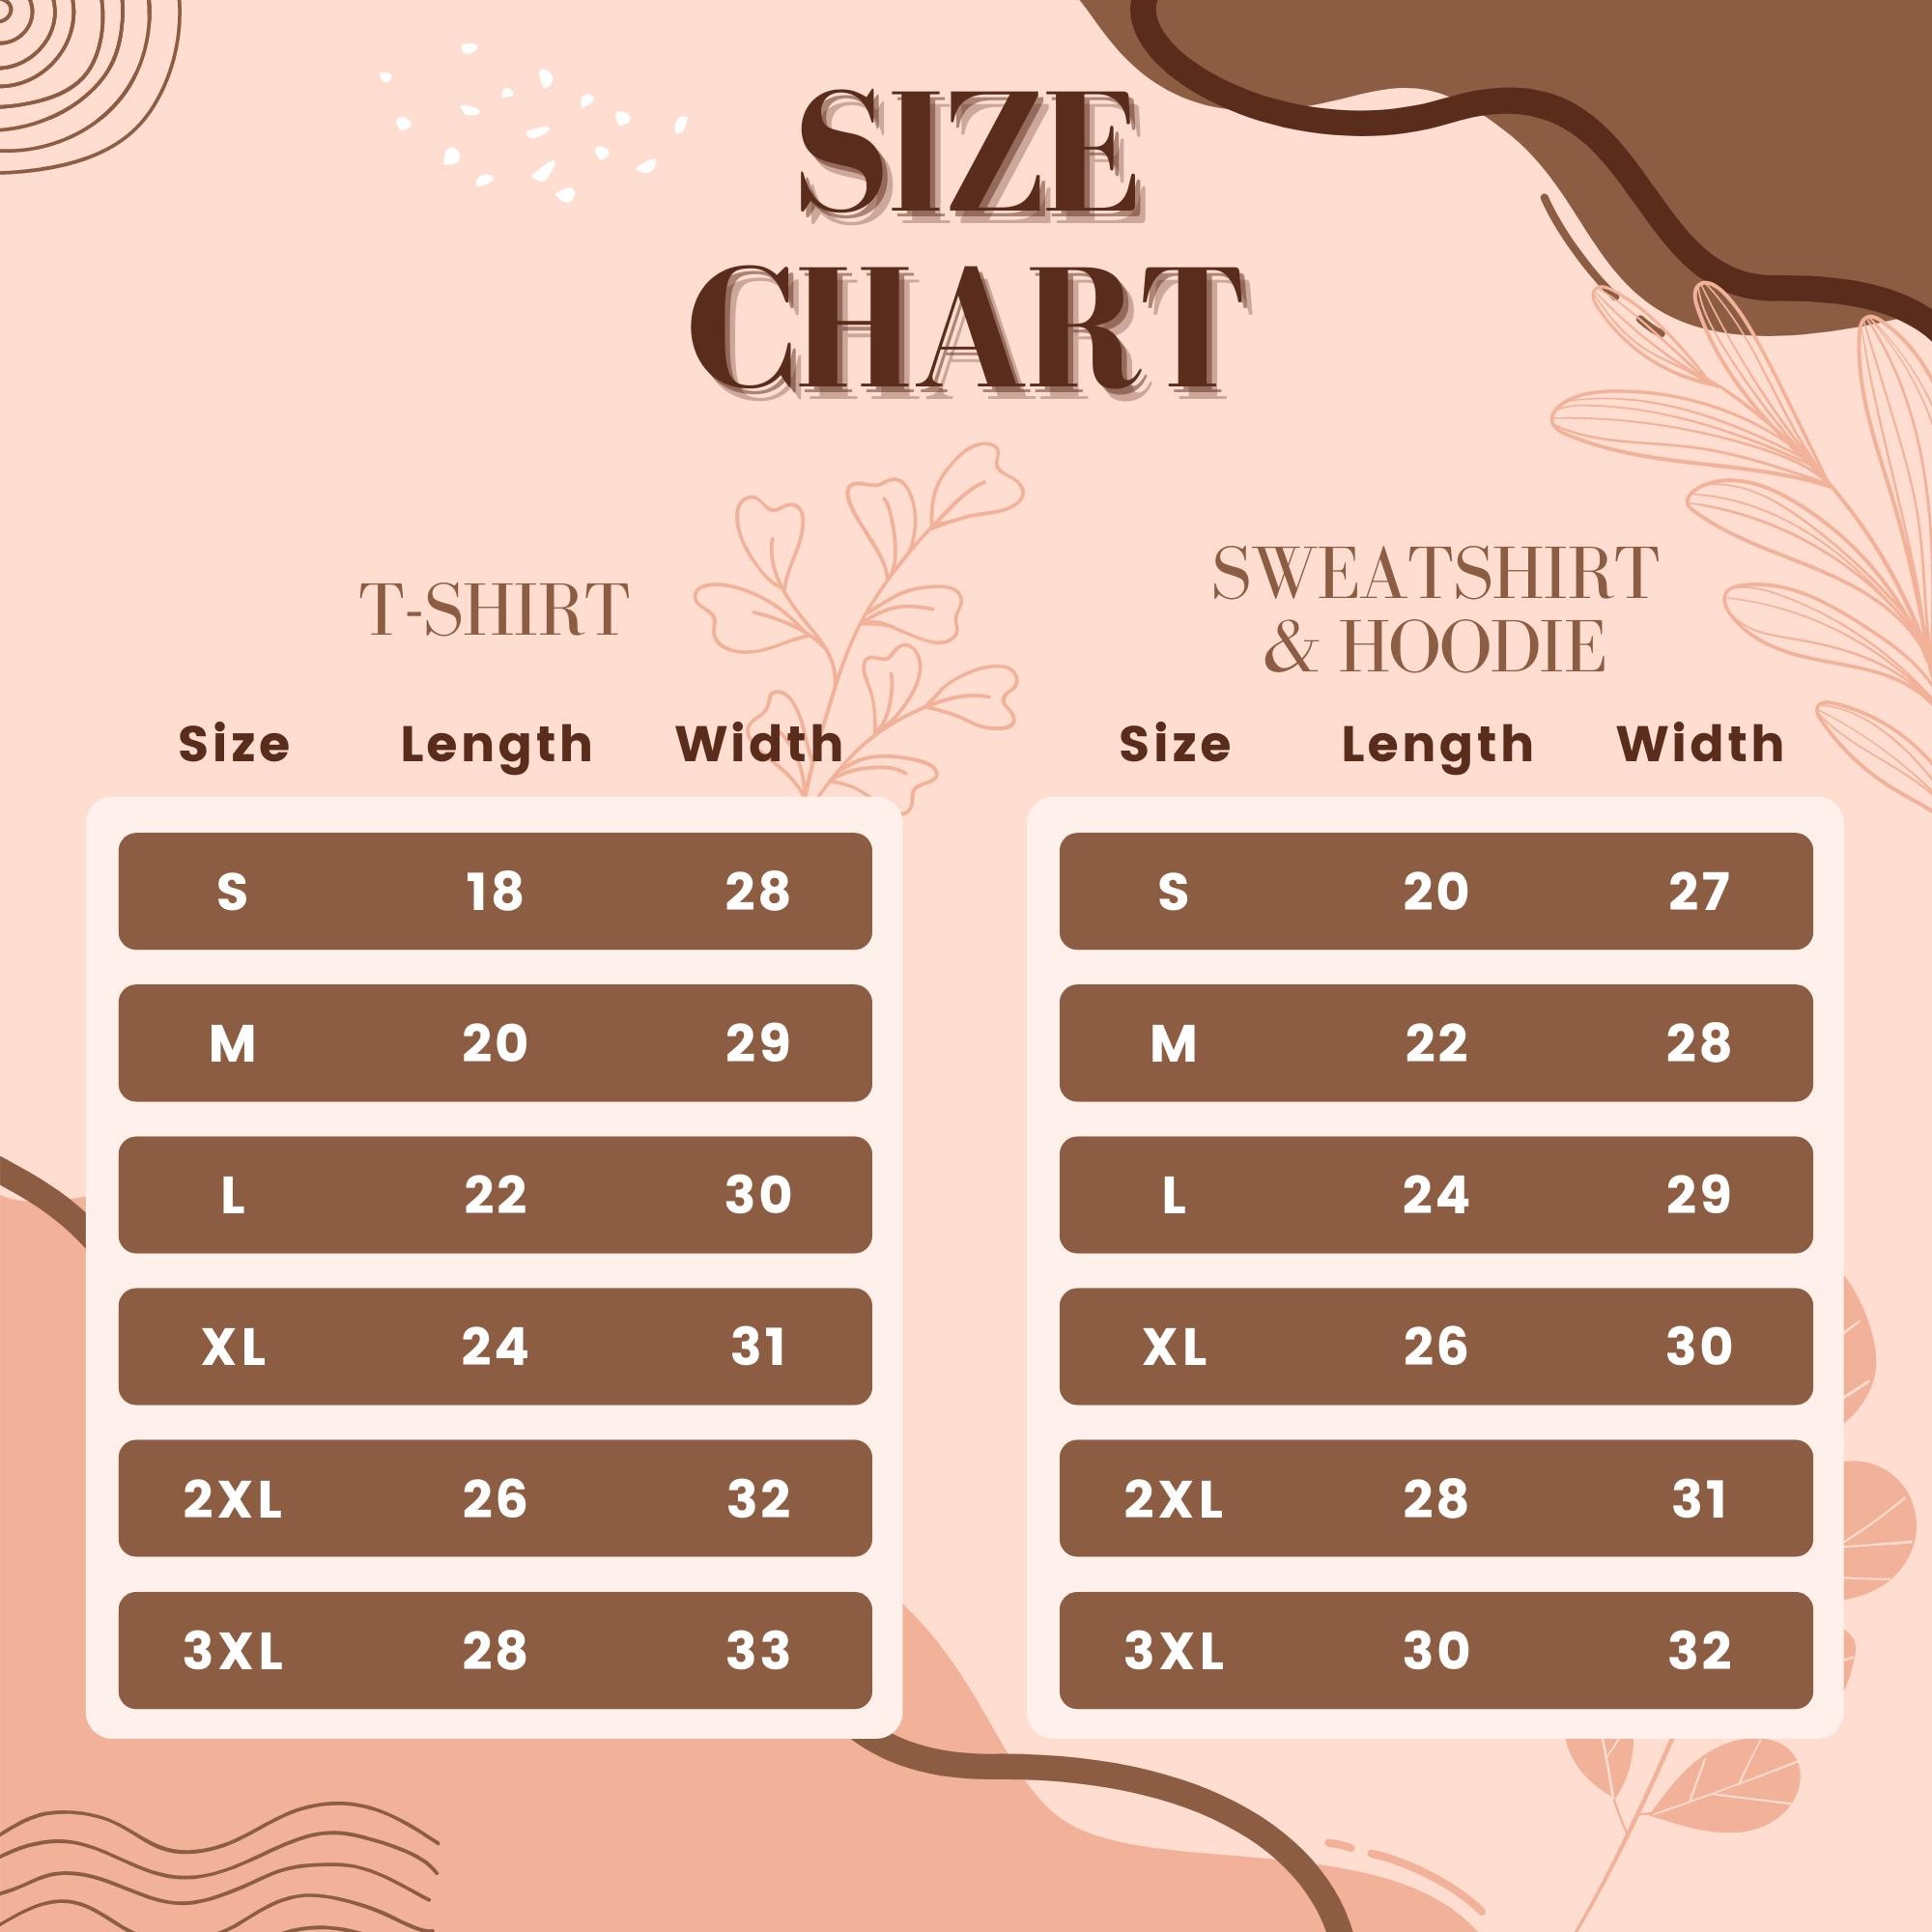 SIZE
CHART
T-SHIRT
Size Length Width
S 18 28
M 20 29
L 22 30
XL 24 31
2XL 26 32
3XL 28 33
SWEATSHIRT
& HOODIE
Size Length Width
S 20 27
M 22 28
L 24 29
XL 26 30
2XL 28 31
3XL 30 32